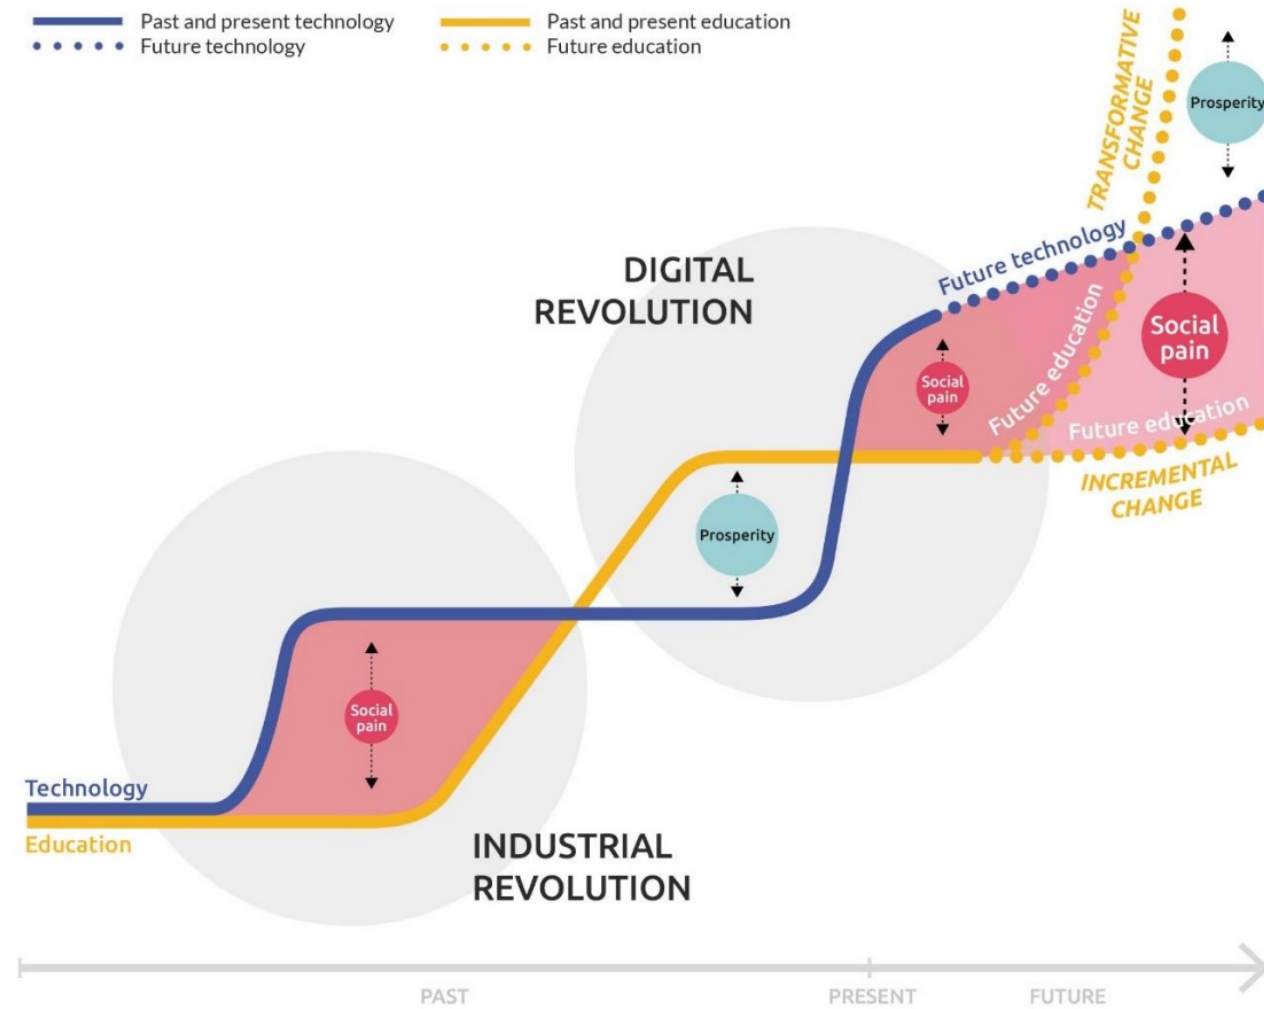 Past and present technology
Future technology
Past and present education
Future education
TRANSFORMATIVE
CHANGE
Prosperity
DIGITAL
REVOLUTION
Future technology
Future education
Social
pain
Social
pain
Future education
INCREMENTAL
CHANGE
Prosperity
Social
pain
Technology
Education
INDUSTRIAL
REVOLUTION
PAST
PRESENT
FUTURE